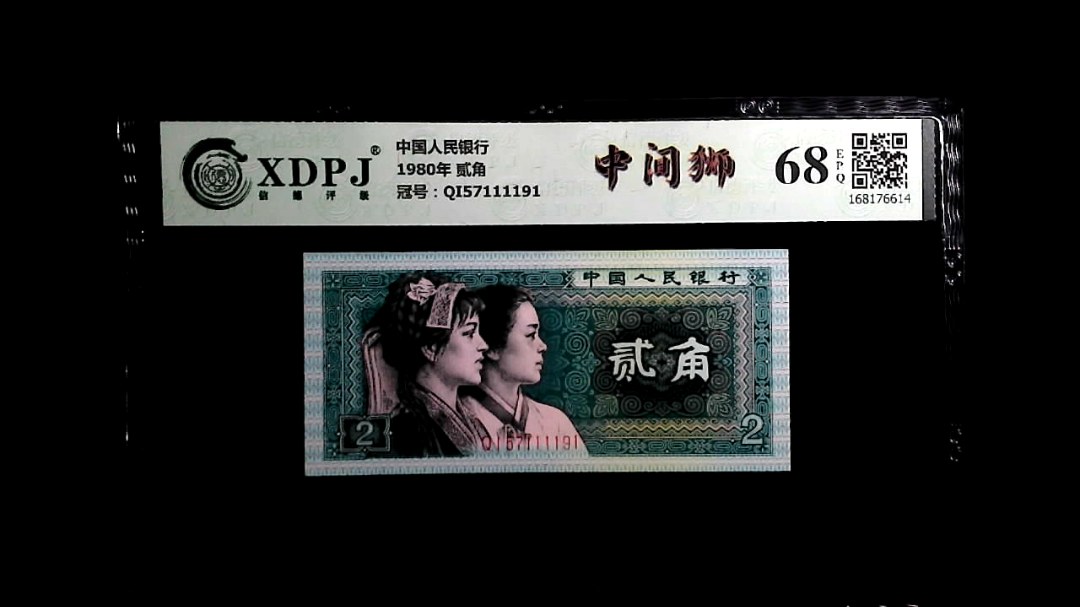 XDPJ®
信雄评级
中国人民银行
1980年 贰角
冠号：QI57111191
中间狮
68
EPQ
168176614
中国人民银行
贰角
2
2
QI57111191